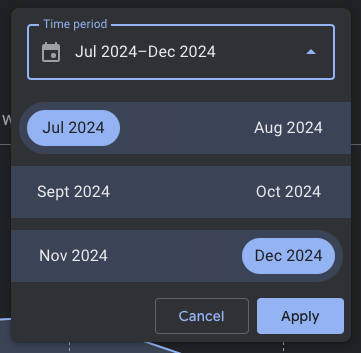 Time period
Jul 2024–Dec 2024
Jul 2024 Aug 2024
Sept 2024 Oct 2024
Nov 2024 Dec 2024
Cancel Apply